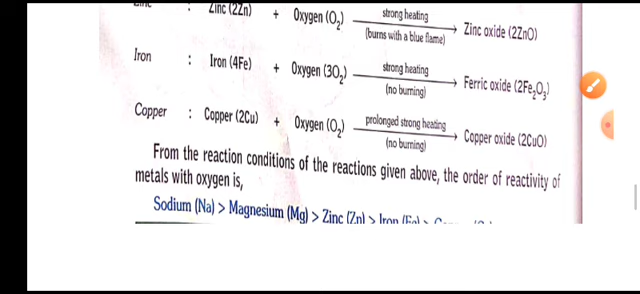 : Zinc (2Zn) + Oxygen (O₂) strong heating (burns with a blue flame) → Zinc oxide (2ZnO)
Iron : Iron (4Fe) + Oxygen (3O₂) strong heating (no burning) → Ferric oxide (2Fe₂O₃)
Copper : Copper (2Cu) + Oxygen (O₂) prolonged strong heating (no burning) → Copper oxide (2CuO)
From the reaction conditions of the reactions given above, the order of reactivity of
metals with oxygen is,
Sodium (Na) > Magnesium (Mg) > Zinc (Zn) > Iron (Fe) >